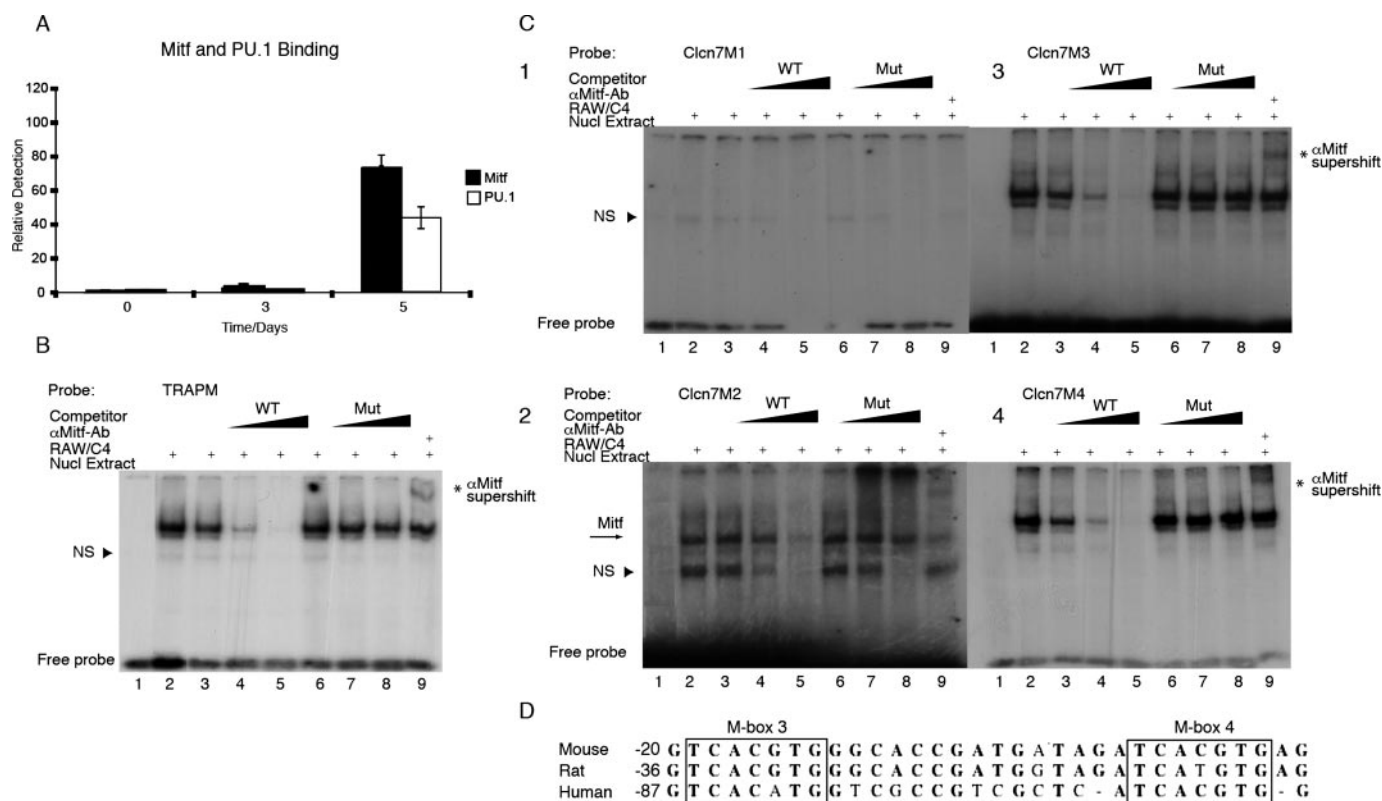 A
Mitf and PU.1 Binding
Relative Detection
120
100
80
60
40
20
0
0 3 5
Time/Days
Mitf
PU.1
B
Probe: TRAPM
Competitor WT Mut
αMitf-Ab +
RAW/C4
Nucl Extract + + + + + + + +
* αMitf
supershift
NS
Free probe
1 2 3 4 5 6 7 8 9
C
1
Probe: Clcn7M1
Competitor WT Mut
αMitf-Ab +
RAW/C4
Nucl Extract + + + + + + + +
NS
Free probe
1 2 3 4 5 6 7 8 9
3
Clcn7M3
WT Mut
+
+ + + + + + + +
* αMitf
supershift
1 2 3 4 5 6 7 8 9
2
Probe: Clcn7M2
Competitor WT Mut
αMitf-Ab +
RAW/C4
Nucl Extract + + + + + + + +
Mitf
NS
Free probe
1 2 3 4 5 6 7 8 9
4
Clcn7M4
WT Mut
+
+ + + + + + + +
* αMitf
supershift
1 2 3 4 5 6 7 8 9
D
M-box 3 M-box 4
Mouse -20 G T C A C G T G G G C A C C G A T G A T A G A T C A C G T G A G
Rat -36 G T C A C G T G G G C A C C G A T G G T A G A T C A T G T G A G
Human -87 G T C A C A T G G T C G C C G T C G C T C - A T C A C G T G - G